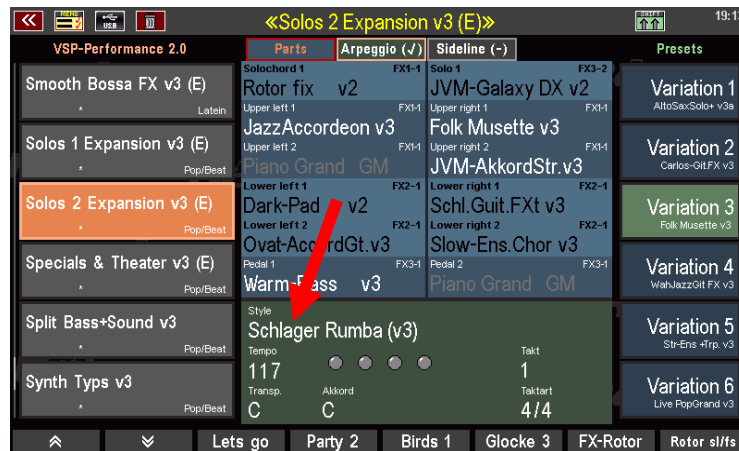 MENU
USB
«Solos 2 Expansion v3 (E)»
SHIFT
VSP-Performance 2.0
Parts
Arpeggio (√)
Sideline (-)
Presets
Smooth Bossa FX v3 (E)
*
Latein
Solos 1 Expansion v3 (E)
*
Pop/Beat
Solos 2 Expansion v3 (E)
*
Pop/Beat
Specials & Theater v3 (E)
*
Pop/Beat
Split Bass+Sound v3
*
Pop/Beat
Synth Typs v3
*
Pop/Beat
Solochord 1 FX1-1
Rotor fix v2
Solo 1 FX3-2
JVM-Galaxy DX v2
Upper left 1 FX1-1
JazzAccordeon v3
Upper right 1 FX1-1
Folk Musette v3
Upper left 2 FX1-1
Piano Grand GM
Upper right 2 FX1-1
JVM-AkkordStr.v3
Lower left 1 FX2-1
Dark-Pad v2
Lower right 1 FX2-1
Schl.Guit.FXt v3
Lower left 2 FX2-1
Lower right 2 FX2-1
Slow-Ens.Chor v3
Pedal 1 FX3-1
Warm-Bass v3
Pedal 2 FX3-1
Piano Grand GM
Style
Schlager Rumba (v3)
Tempo
117
Takt
1
Transp.
C
Akkord
C
Taktart
4/4
Variation 1
AltoSaxSolo+ v3a
Variation 2
Carlos-Git.FX v3
Variation 3
Folk Musette v3
Variation 4
WahJazzGit FX v3
Variation 5
Str-Ens +Trp. v3
Variation 6
Live PopGrand v3
Lets go
Party 2
Birds 1
Glocke 3
FX-Rotor
Rotor sl/fs